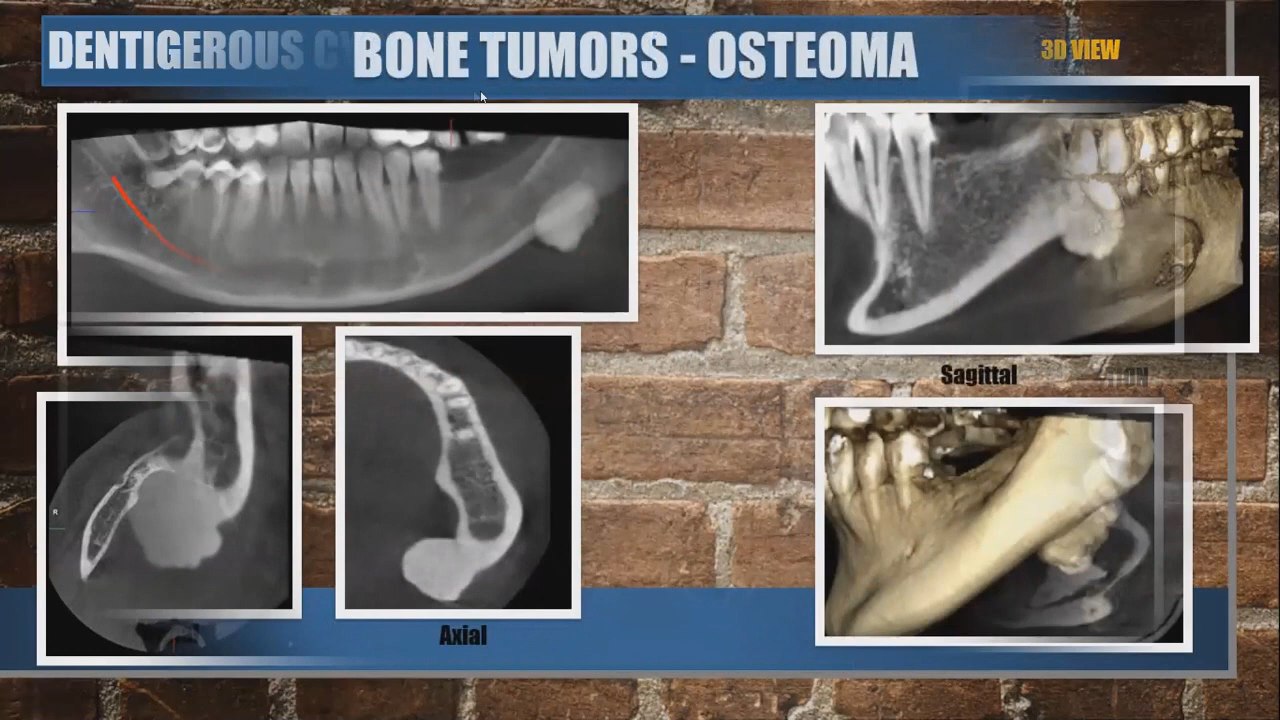 DENTIGEROUS
BONE TUMORS - OSTEOMA
3D VIEW
Sagittal
R
Axial